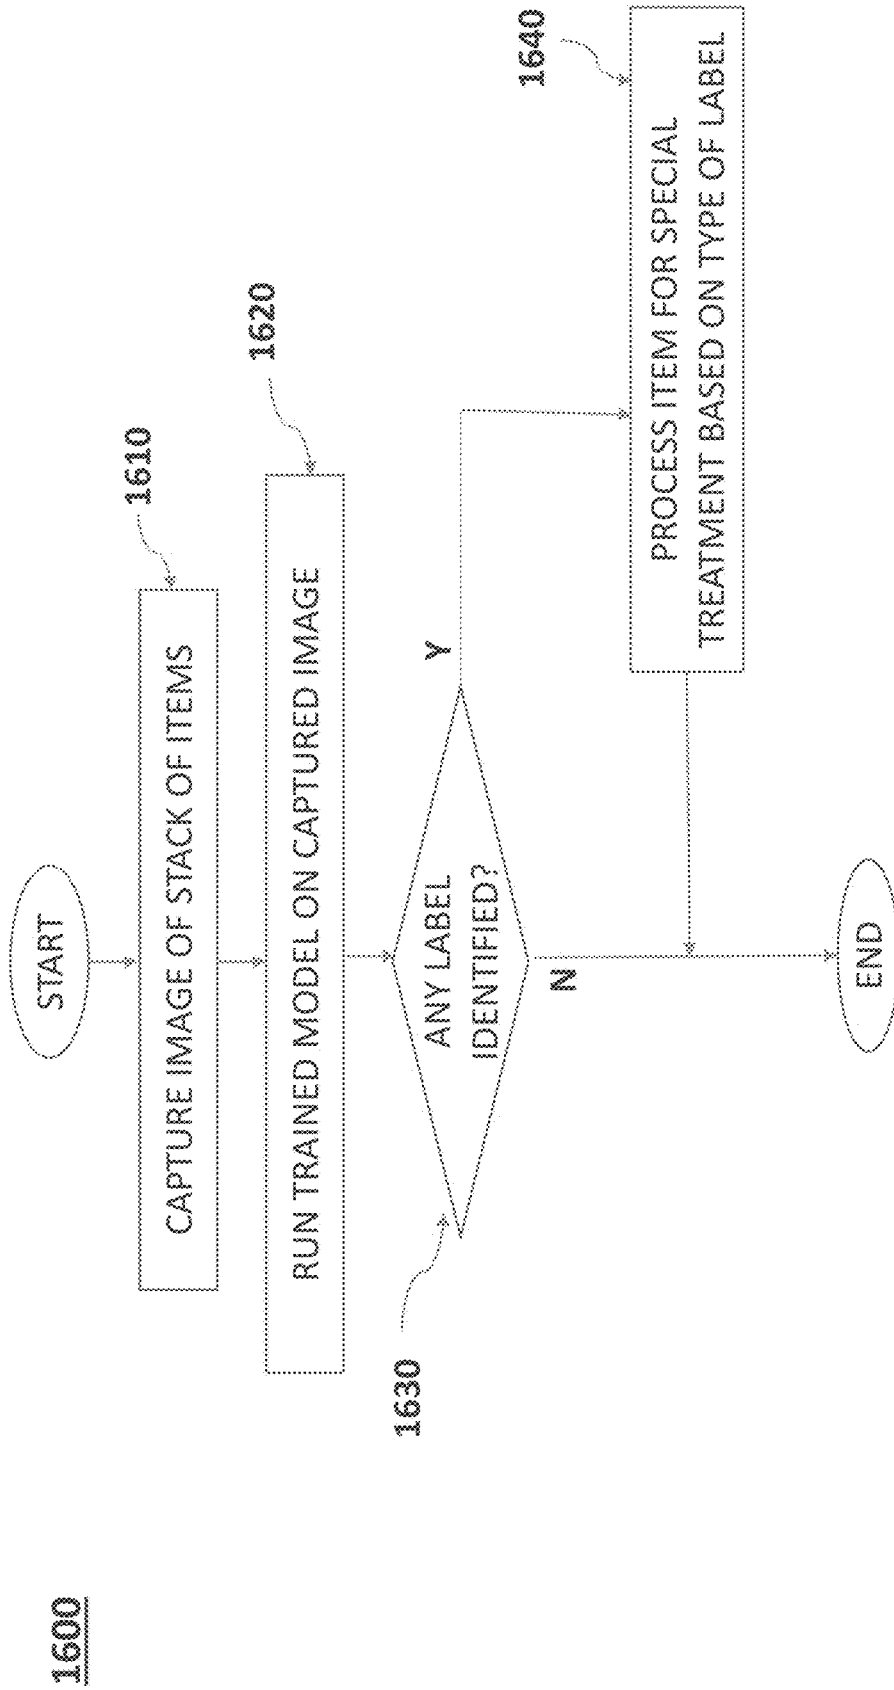 1600
START
1610
CAPTURE IMAGE OF STACK OF ITEMS
1620
RUN TRAINED MODEL ON CAPTURED IMAGE
1630
ANY LABEL
IDENTIFIED?
Y
N
1640
PROCESS ITEM FOR SPECIAL
TREATMENT BASED ON TYPE OF LABEL
END